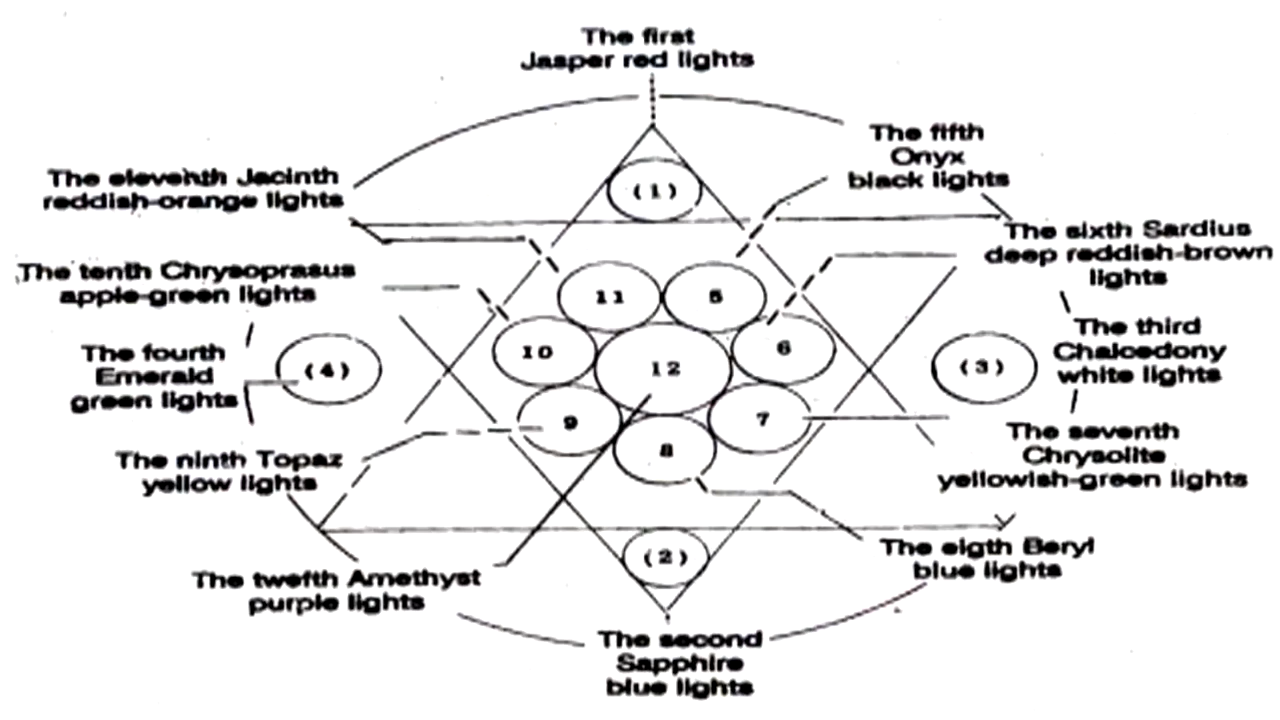 The first
Jasper red lights
The fifth
Onyx
black lights
The eleventh Jacinth
reddish-orange lights
(1)
The sixth Sardius
deep reddish-brown
lights
The tenth Chrysoprasus
apple-green lights
11
5
10
6
12
The third
Chalcedony
white lights
The fourth
Emerald
green lights
(4)
(3)
9
7
8
The seventh
Chrysolite
yellowish-green lights
The ninth Topaz
yellow lights
(2)
The eigth Beryl
blue lights
The twefth Amethyst
purple lights
The second
Sapphire
blue lights